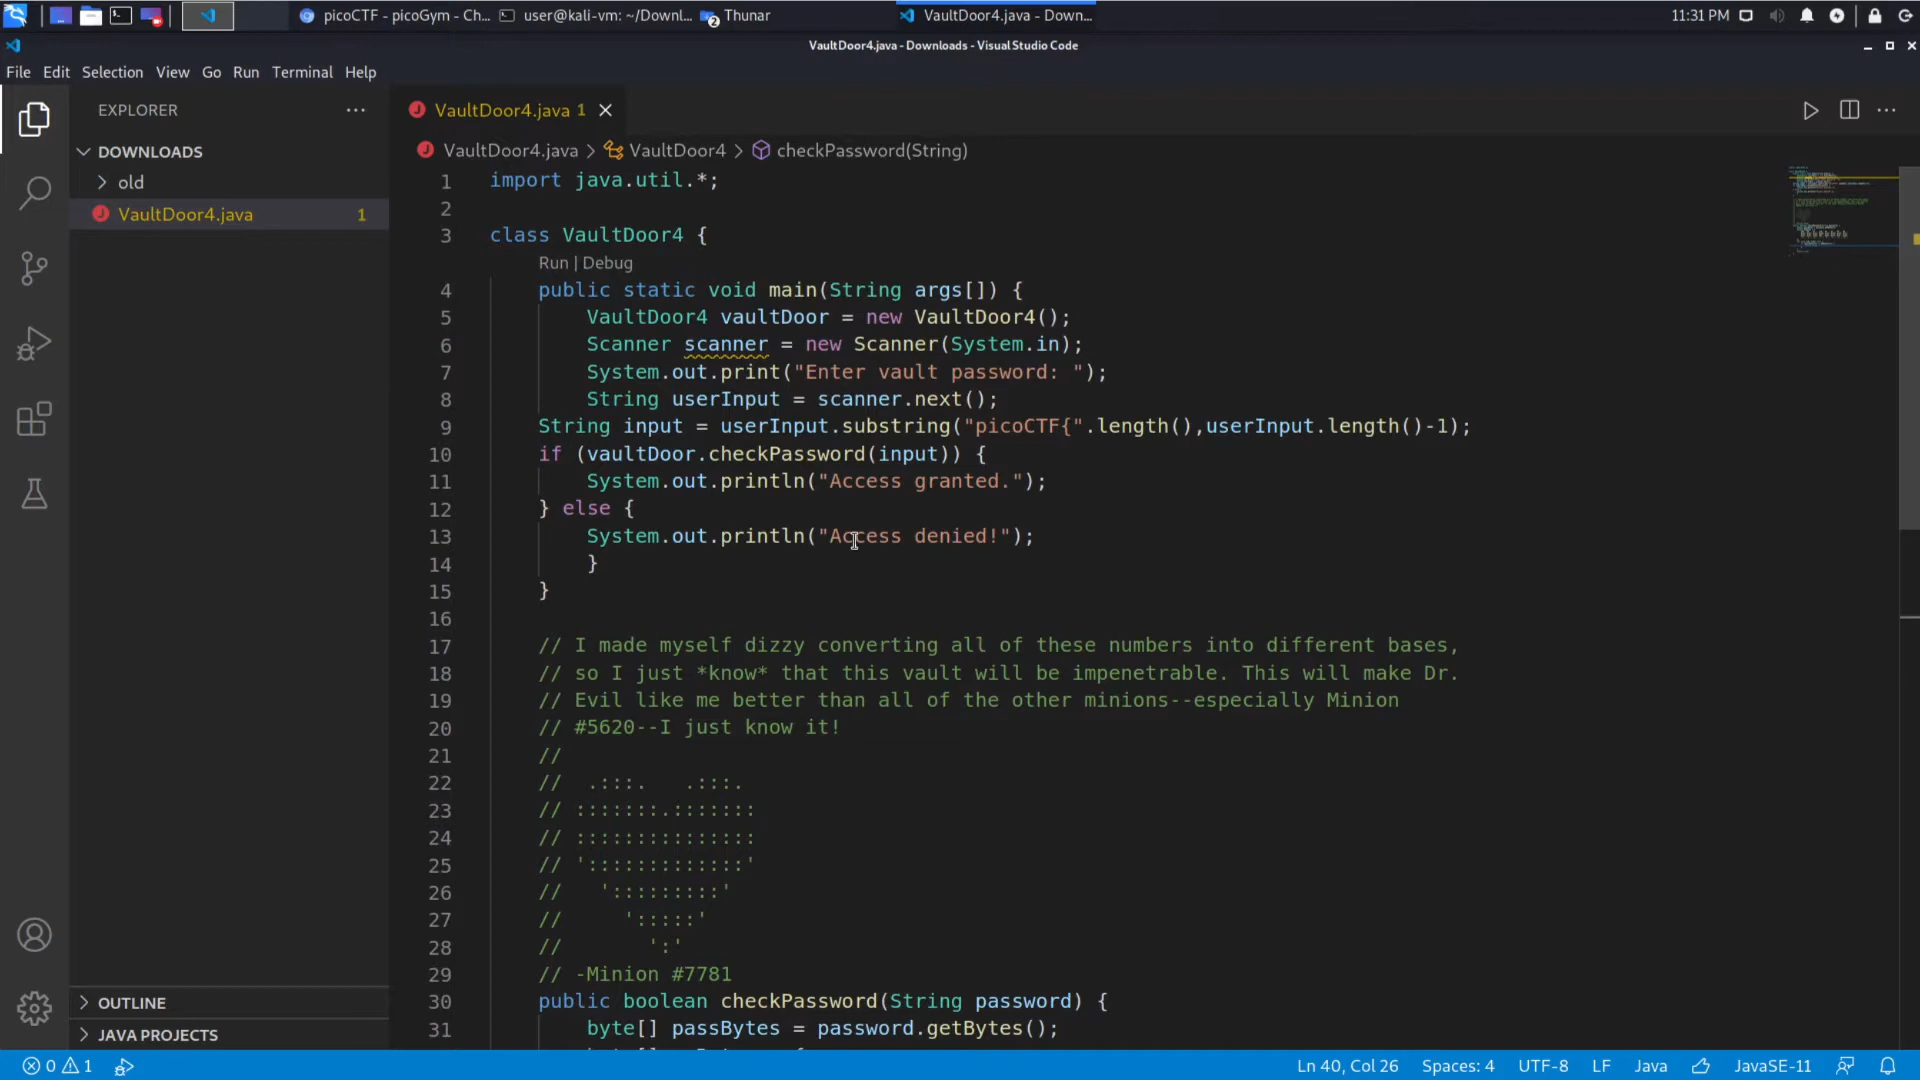 picoCTF - picoGym - Ch...
user@kali-vm: ~/Downl...
2
Thunar
VaultDoor4.java - Down...
11:31 PM
VaultDoor4.java - Downloads - Visual Studio Code
File Edit Selection View Go Run Terminal Help
EXPLORER
DOWNLOADS
old
VaultDoor4.java 1
VaultDoor4.java 1
VaultDoor4.java > VaultDoor4 > checkPassword(String)
1 import java.util.*;
2
3 class VaultDoor4 {
Run | Debug
4 public static void main(String args[]) {
5 VaultDoor4 vaultDoor = new VaultDoor4();
6 Scanner scanner = new Scanner(System.in);
7 System.out.print("Enter vault password: ");
8 String userInput = scanner.next();
9 String input = userInput.substring("picoCTF{".length(),userInput.length()-1);
10 if (vaultDoor.checkPassword(input)) {
11 System.out.println("Access granted.");
12 } else {
13 System.out.println("Access denied!");
14 }
15 }
16
17 // I made myself dizzy converting all of these numbers into different bases,
18 // so I just *know* that this vault will be impenetrable. This will make Dr.
19 // Evil like me better than all of the other minions--especially Minion
20 // #5620--I just know it!
21 //
22 //  .:::.   .:::.
23 // :::::::.:::::::
24 // :::::::::::::::
25 // ':::::::::::::'
26 //   ':::::::::'
27 //     ':::::'
28 //       ':'
29 // -Minion #7781
30 public boolean checkPassword(String password) {
31 byte[] passBytes = password.getBytes();
OUTLINE
JAVA PROJECTS
0 1
Ln 40, Col 26 Spaces: 4 UTF-8 LF Java JavaSE-11